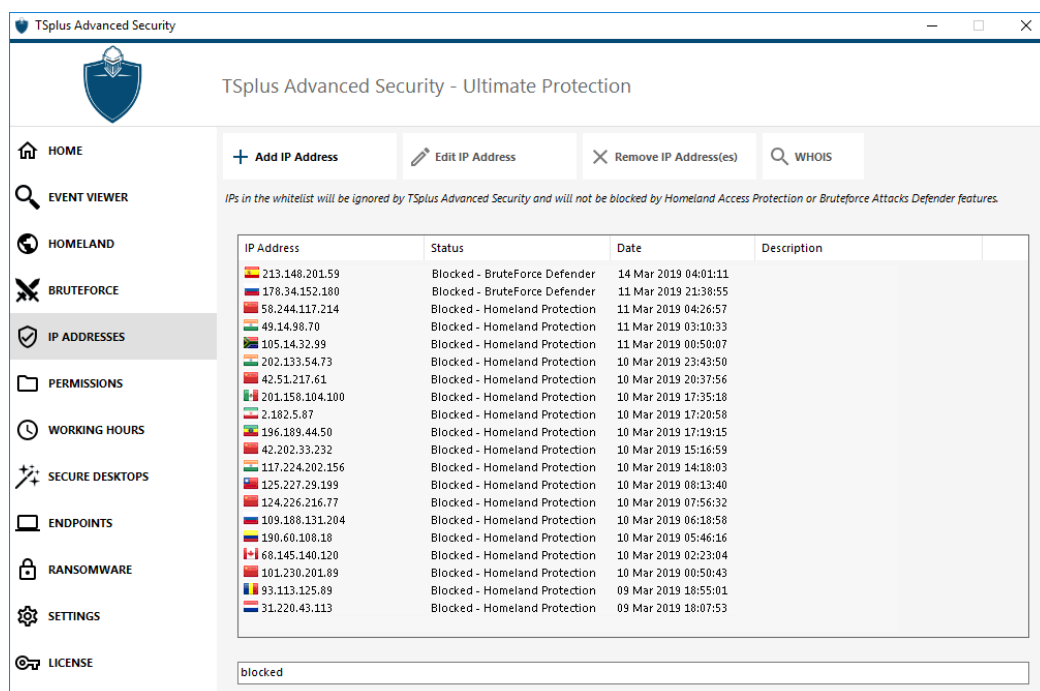 TSplus Advanced Security
TSplus Advanced Security - Ultimate Protection
HOME
EVENT VIEWER
HOMELAND
BRUTEFORCE
IP ADDRESSES
PERMISSIONS
WORKING HOURS
SECURE DESKTOPS
ENDPOINTS
RANSOMWARE
SETTINGS
LICENSE
Add IP Address Edit IP Address Remove IP Address(es) WHOIS
IPs in the whitelist will be ignored by TSplus Advanced Security and will not be blocked by Homeland Access Protection or Bruteforce Attacks Defender features.
IP Address Status Date Description
213.148.201.59 Blocked - BruteForce Defender 14 Mar 2019 04:01:11
178.34.152.180 Blocked - BruteForce Defender 11 Mar 2019 21:38:55
58.244.117.214 Blocked - Homeland Protection 11 Mar 2019 04:26:57
49.14.98.70 Blocked - Homeland Protection 11 Mar 2019 03:10:33
105.14.32.99 Blocked - Homeland Protection 11 Mar 2019 00:50:07
202.133.54.73 Blocked - Homeland Protection 10 Mar 2019 23:43:50
42.51.217.61 Blocked - Homeland Protection 10 Mar 2019 20:37:56
201.158.104.100 Blocked - Homeland Protection 10 Mar 2019 17:35:18
2.182.5.87 Blocked - Homeland Protection 10 Mar 2019 17:20:58
196.189.44.50 Blocked - Homeland Protection 10 Mar 2019 17:19:15
42.202.33.232 Blocked - Homeland Protection 10 Mar 2019 15:16:59
117.224.202.156 Blocked - Homeland Protection 10 Mar 2019 14:18:03
125.227.29.199 Blocked - Homeland Protection 10 Mar 2019 08:13:40
124.226.216.77 Blocked - Homeland Protection 10 Mar 2019 07:56:32
109.188.131.204 Blocked - Homeland Protection 10 Mar 2019 06:18:58
190.60.108.18 Blocked - Homeland Protection 10 Mar 2019 05:46:16
68.145.140.120 Blocked - Homeland Protection 10 Mar 2019 02:23:04
101.230.201.89 Blocked - Homeland Protection 10 Mar 2019 00:50:43
93.113.125.89 Blocked - Homeland Protection 09 Mar 2019 18:55:01
31.220.43.113 Blocked - Homeland Protection 09 Mar 2019 18:07:53
blocked